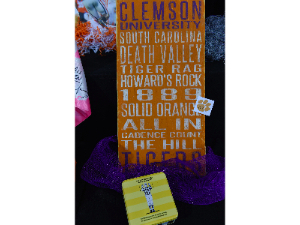 CLEMSON
UNIVERSITY
SOUTH CAROLINA
DEATH VALLEY
TIGER RAG
HOWARD'S ROCK
1889
SOLID ORANGE
ALL IN
CADENCE COUNT
THE HILL
TIGERS